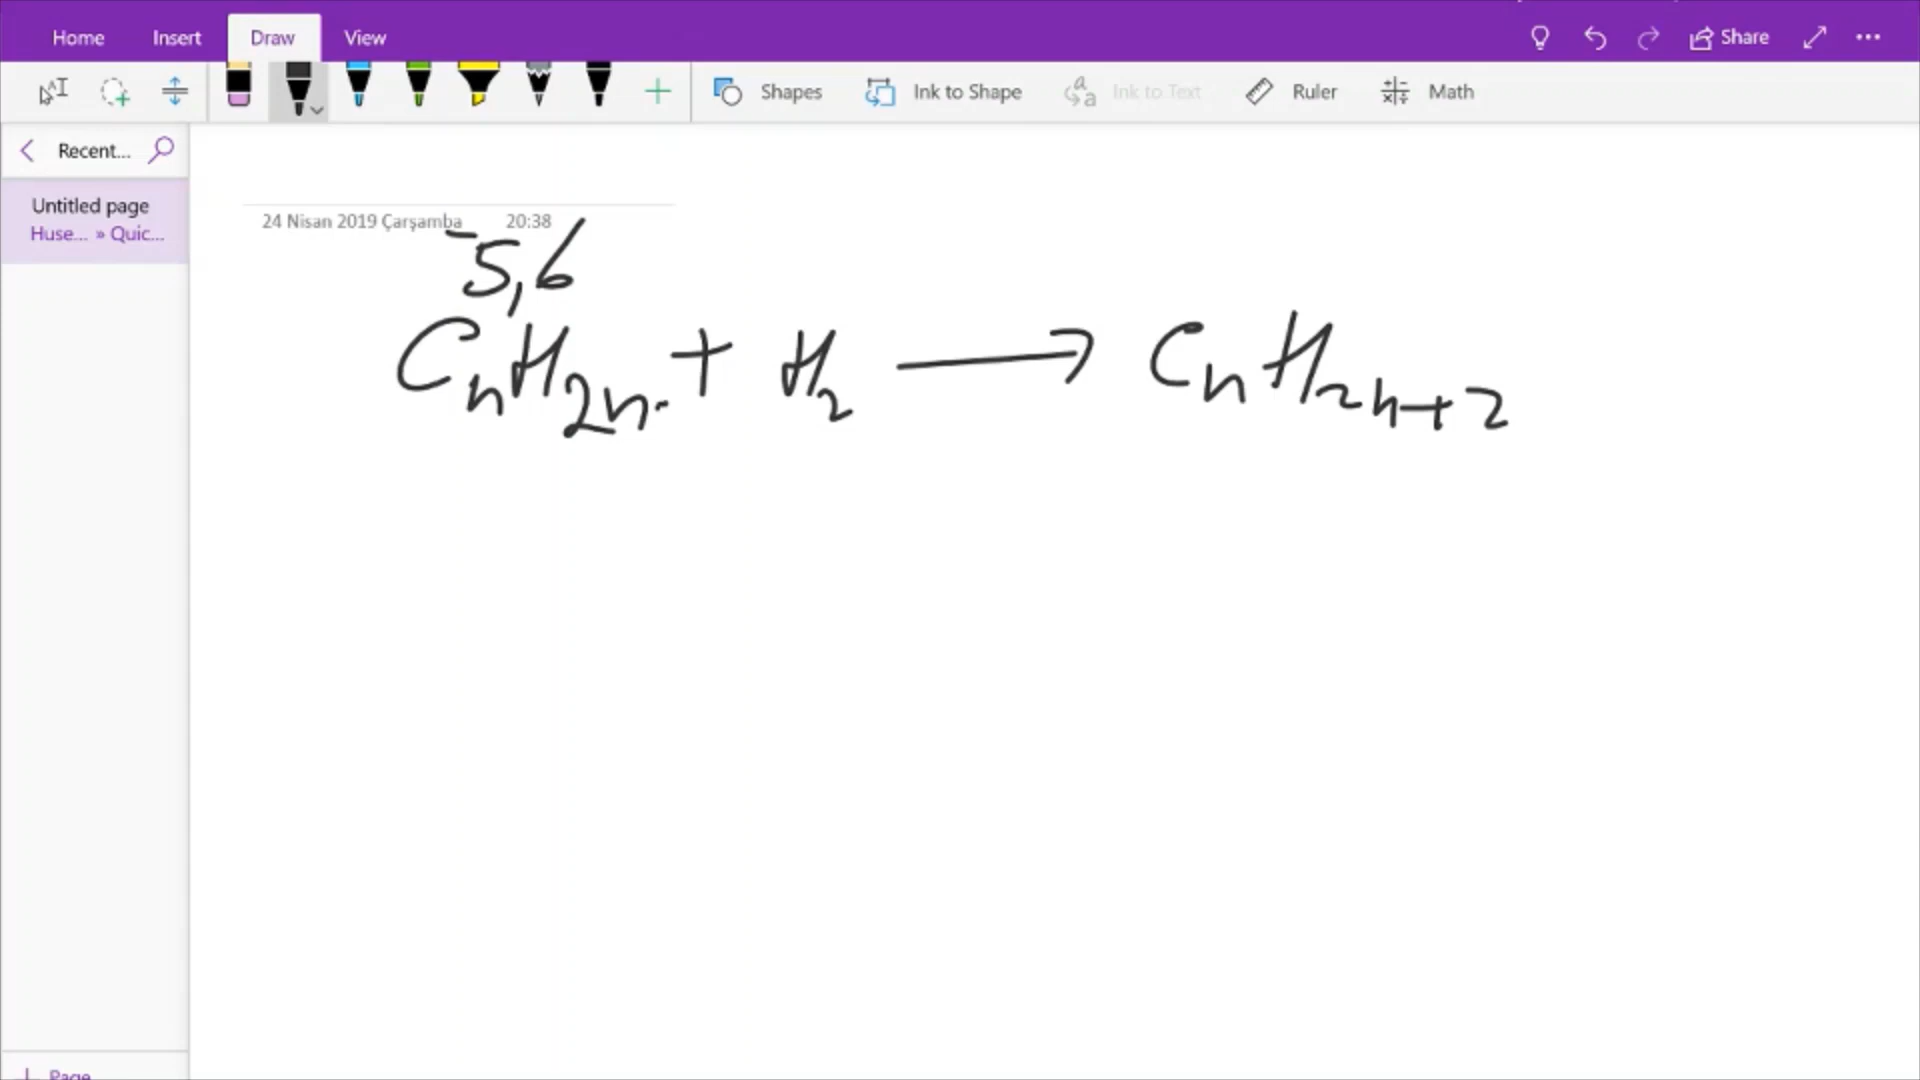 Home Insert Draw View Share
Shapes Ink to Shape Ink to Text Ruler Math
Recent...
Untitled page
Huse... » Quic...
24 Nisan 2019 Çarşamba 20:38
5,6
CₙH₂ₙ + H₂ → CₙH₂ₙ₊₂
+ Page